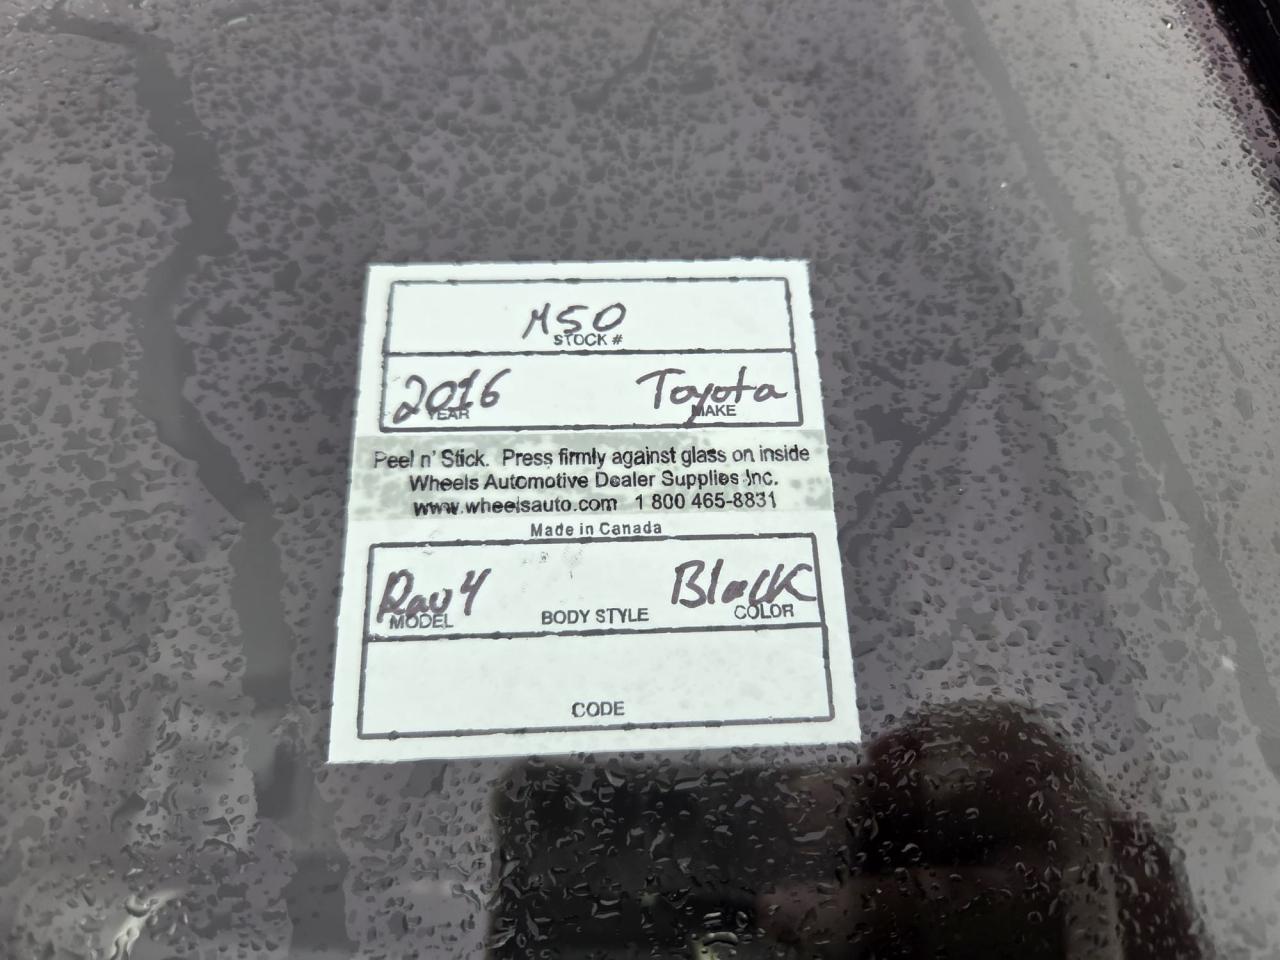 M50
STOCK #
2016 Toyota
YEAR MAKE
Peel n' Stick. Press firmly against glass on inside
Wheels Automotive Dealer Supplies Inc.
www.wheelsauto.com 1 800 465-8831
Made in Canada
Rav4 Black
MODEL BODY STYLE COLOR
CODE